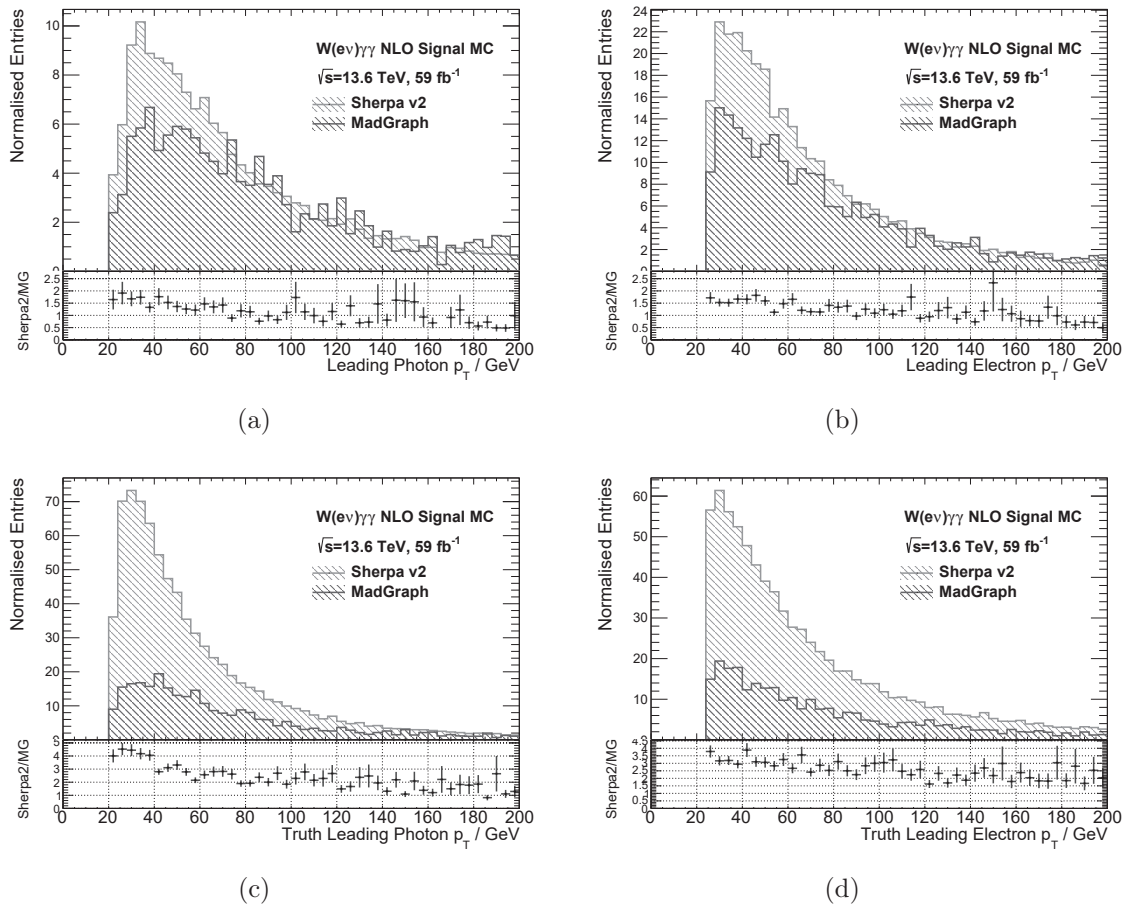 Normalised Entries
10
8
6
4
2
0
W(eν)γγ NLO Signal MC
√s=13.6 TeV, 59 fb⁻¹
Sherpa v2
MadGraph
Sherpa2/MG
2.5
2
1.5
1
0.5
0
0 20 40 60 80 100 120 140 160 180 200
Leading Photon p_T / GeV
(a)
Normalised Entries
24
22
20
18
16
14
12
10
8
6
4
2
W(eν)γγ NLO Signal MC
√s=13.6 TeV, 59 fb⁻¹
Sherpa v2
MadGraph
Sherpa2/MG
2.5
2
1.5
1
0.5
0
0 20 40 60 80 100 120 140 160 180 200
Leading Electron p_T / GeV
(b)
Normalised Entries
70
60
50
40
30
20
10
W(eν)γγ NLO Signal MC
√s=13.6 TeV, 59 fb⁻¹
Sherpa v2
MadGraph
Sherpa2/MG
5
4
3
2
1
0
0 20 40 60 80 100 120 140 160 180 200
Truth Leading Photon p_T / GeV
(c)
Normalised Entries
60
50
40
30
20
10
W(eν)γγ NLO Signal MC
√s=13.6 TeV, 59 fb⁻¹
Sherpa v2
MadGraph
Sherpa2/MG
3.5
3
2.5
2
1.5
1
0.5
0
0 20 40 60 80 100 120 140 160 180 200
Truth Leading Electron p_T / GeV
(d)